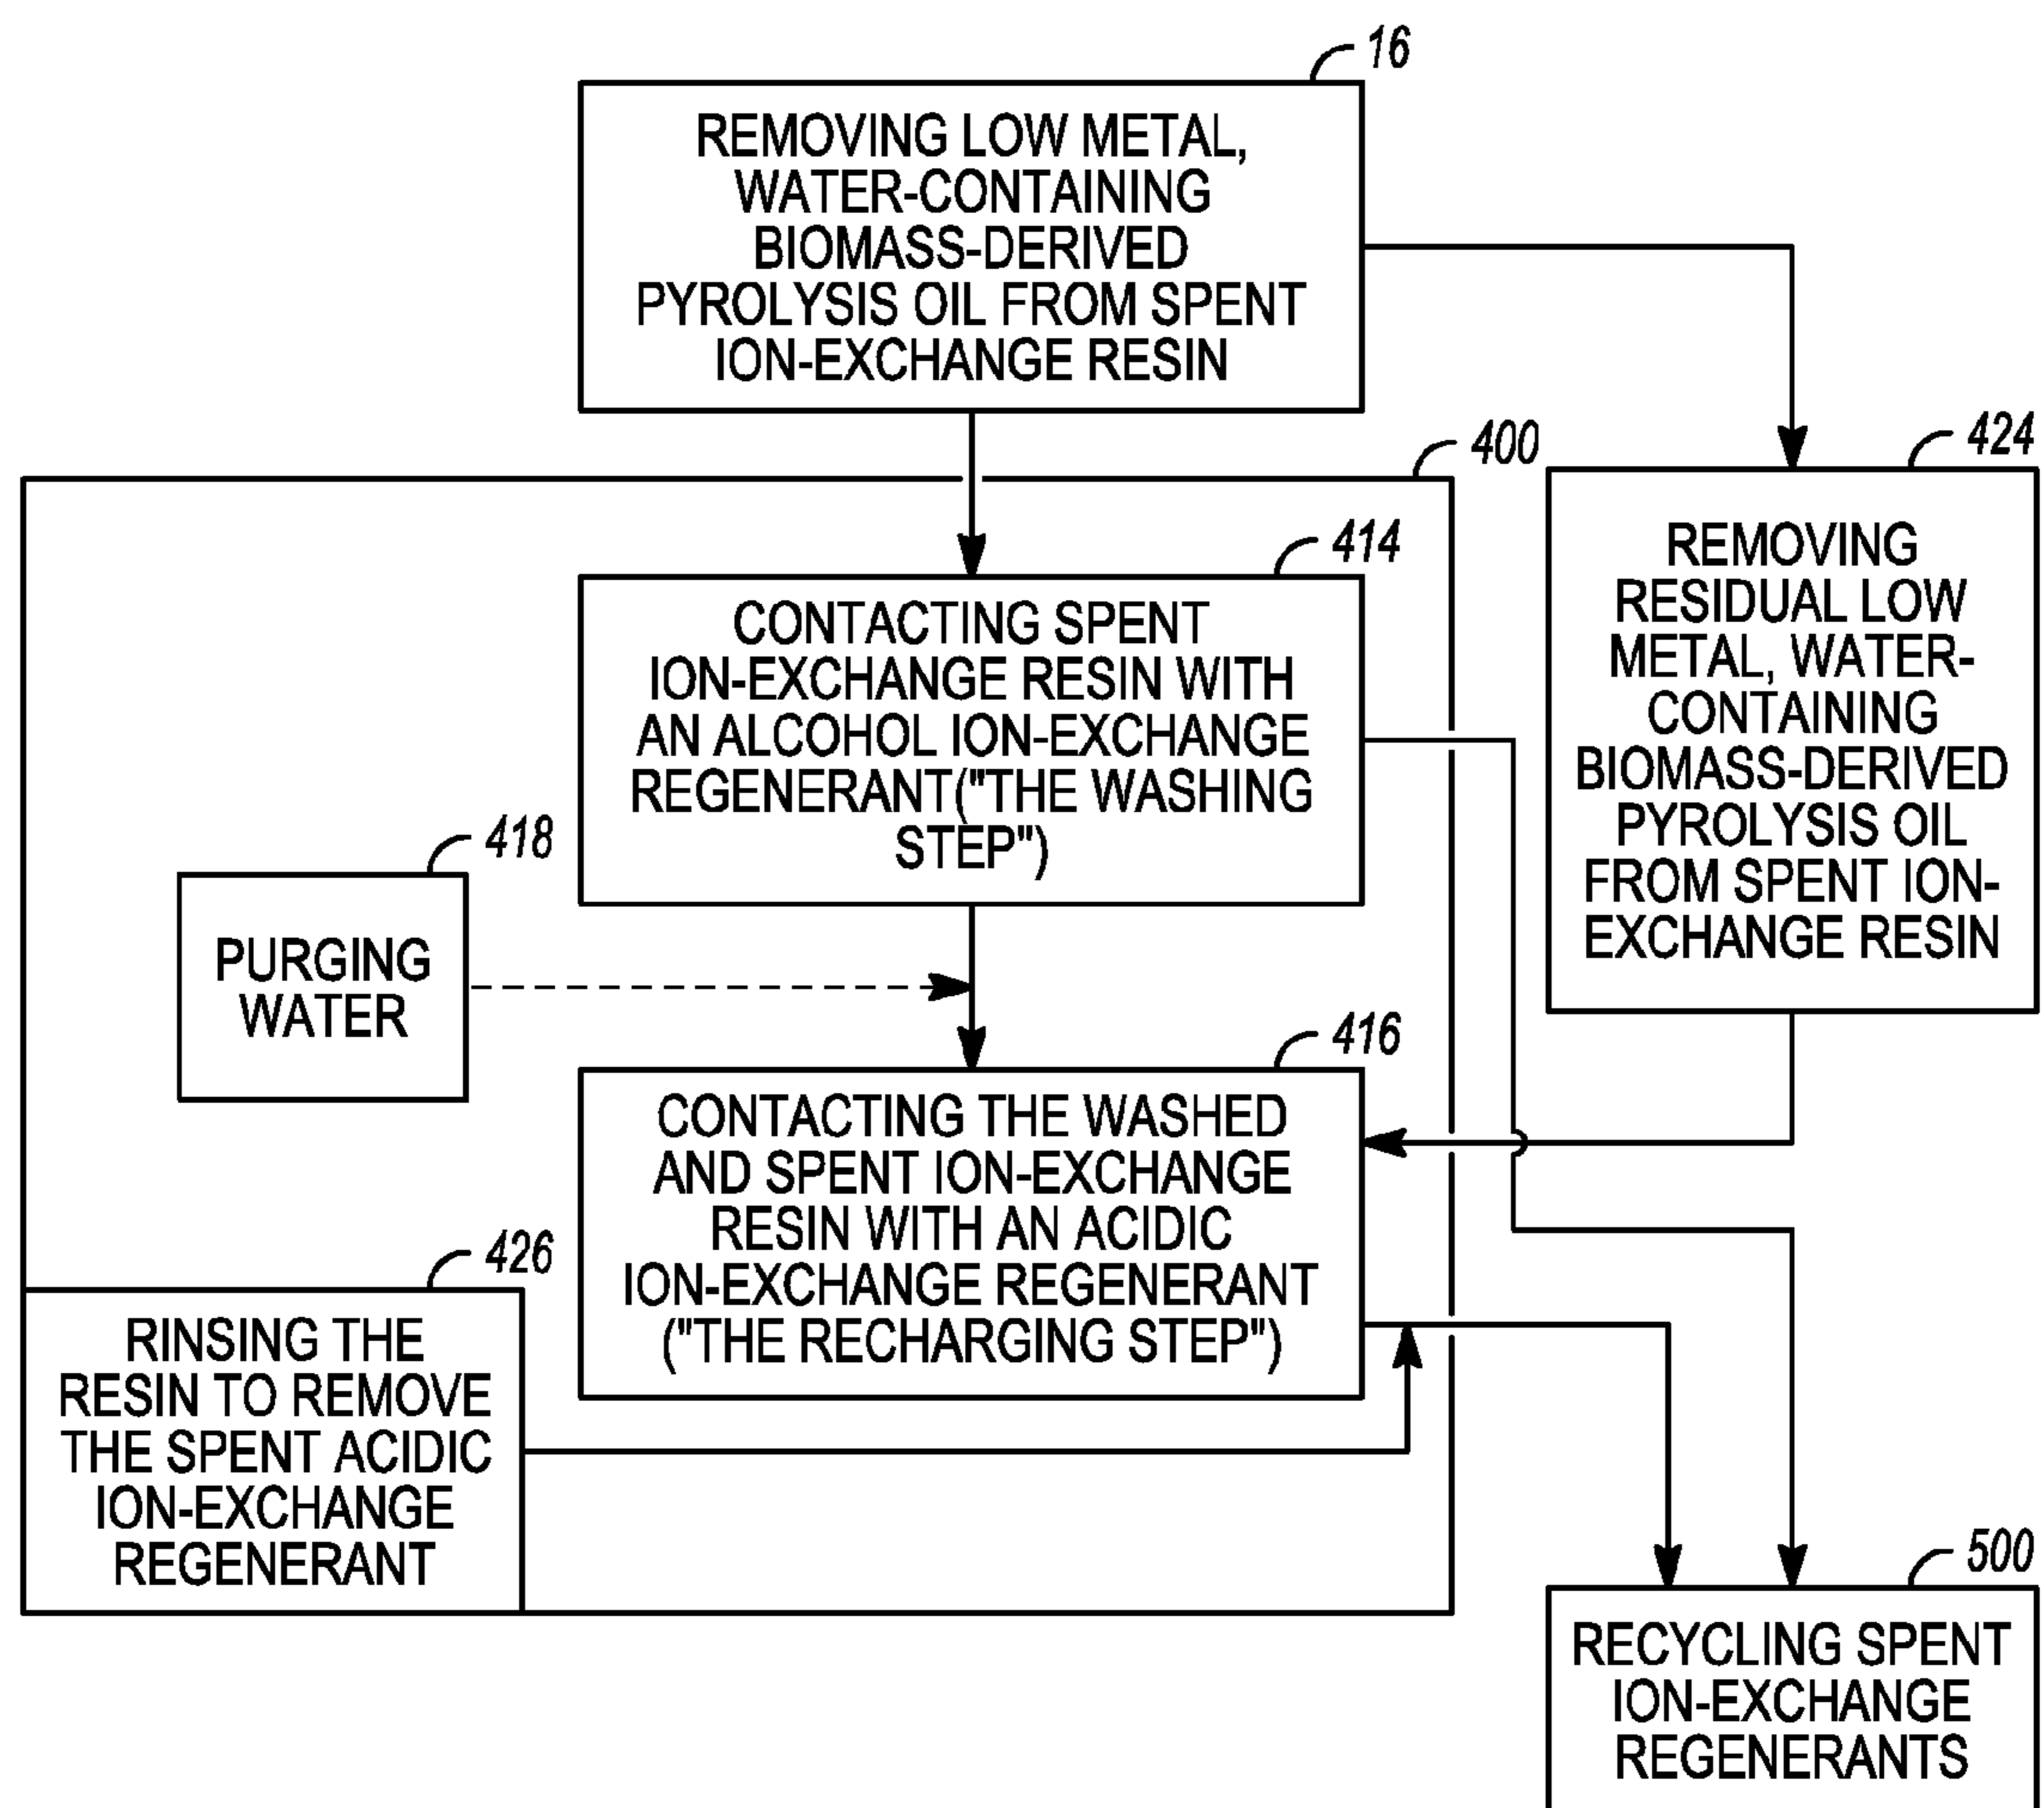 16
REMOVING LOW METAL,
WATER-CONTAINING
BIOMASS-DERIVED
PYROLYSIS OIL FROM SPENT
ION-EXCHANGE RESIN
400
424
REMOVING
RESIDUAL LOW
METAL, WATER-
CONTAINING
BIOMASS-DERIVED
PYROLYSIS OIL
FROM SPENT ION-
EXCHANGE RESIN
414
CONTACTING SPENT
ION-EXCHANGE RESIN WITH
AN ALCOHOL ION-EXCHANGE
REGENERANT("THE WASHING
STEP")
418
PURGING
WATER
416
CONTACTING THE WASHED
AND SPENT ION-EXCHANGE
RESIN WITH AN ACIDIC
ION-EXCHANGE REGENERANT
("THE RECHARGING STEP")
426
RINSING THE
RESIN TO REMOVE
THE SPENT ACIDIC
ION-EXCHANGE
REGENERANT
500
RECYCLING SPENT
ION-EXCHANGE
REGENERANTS